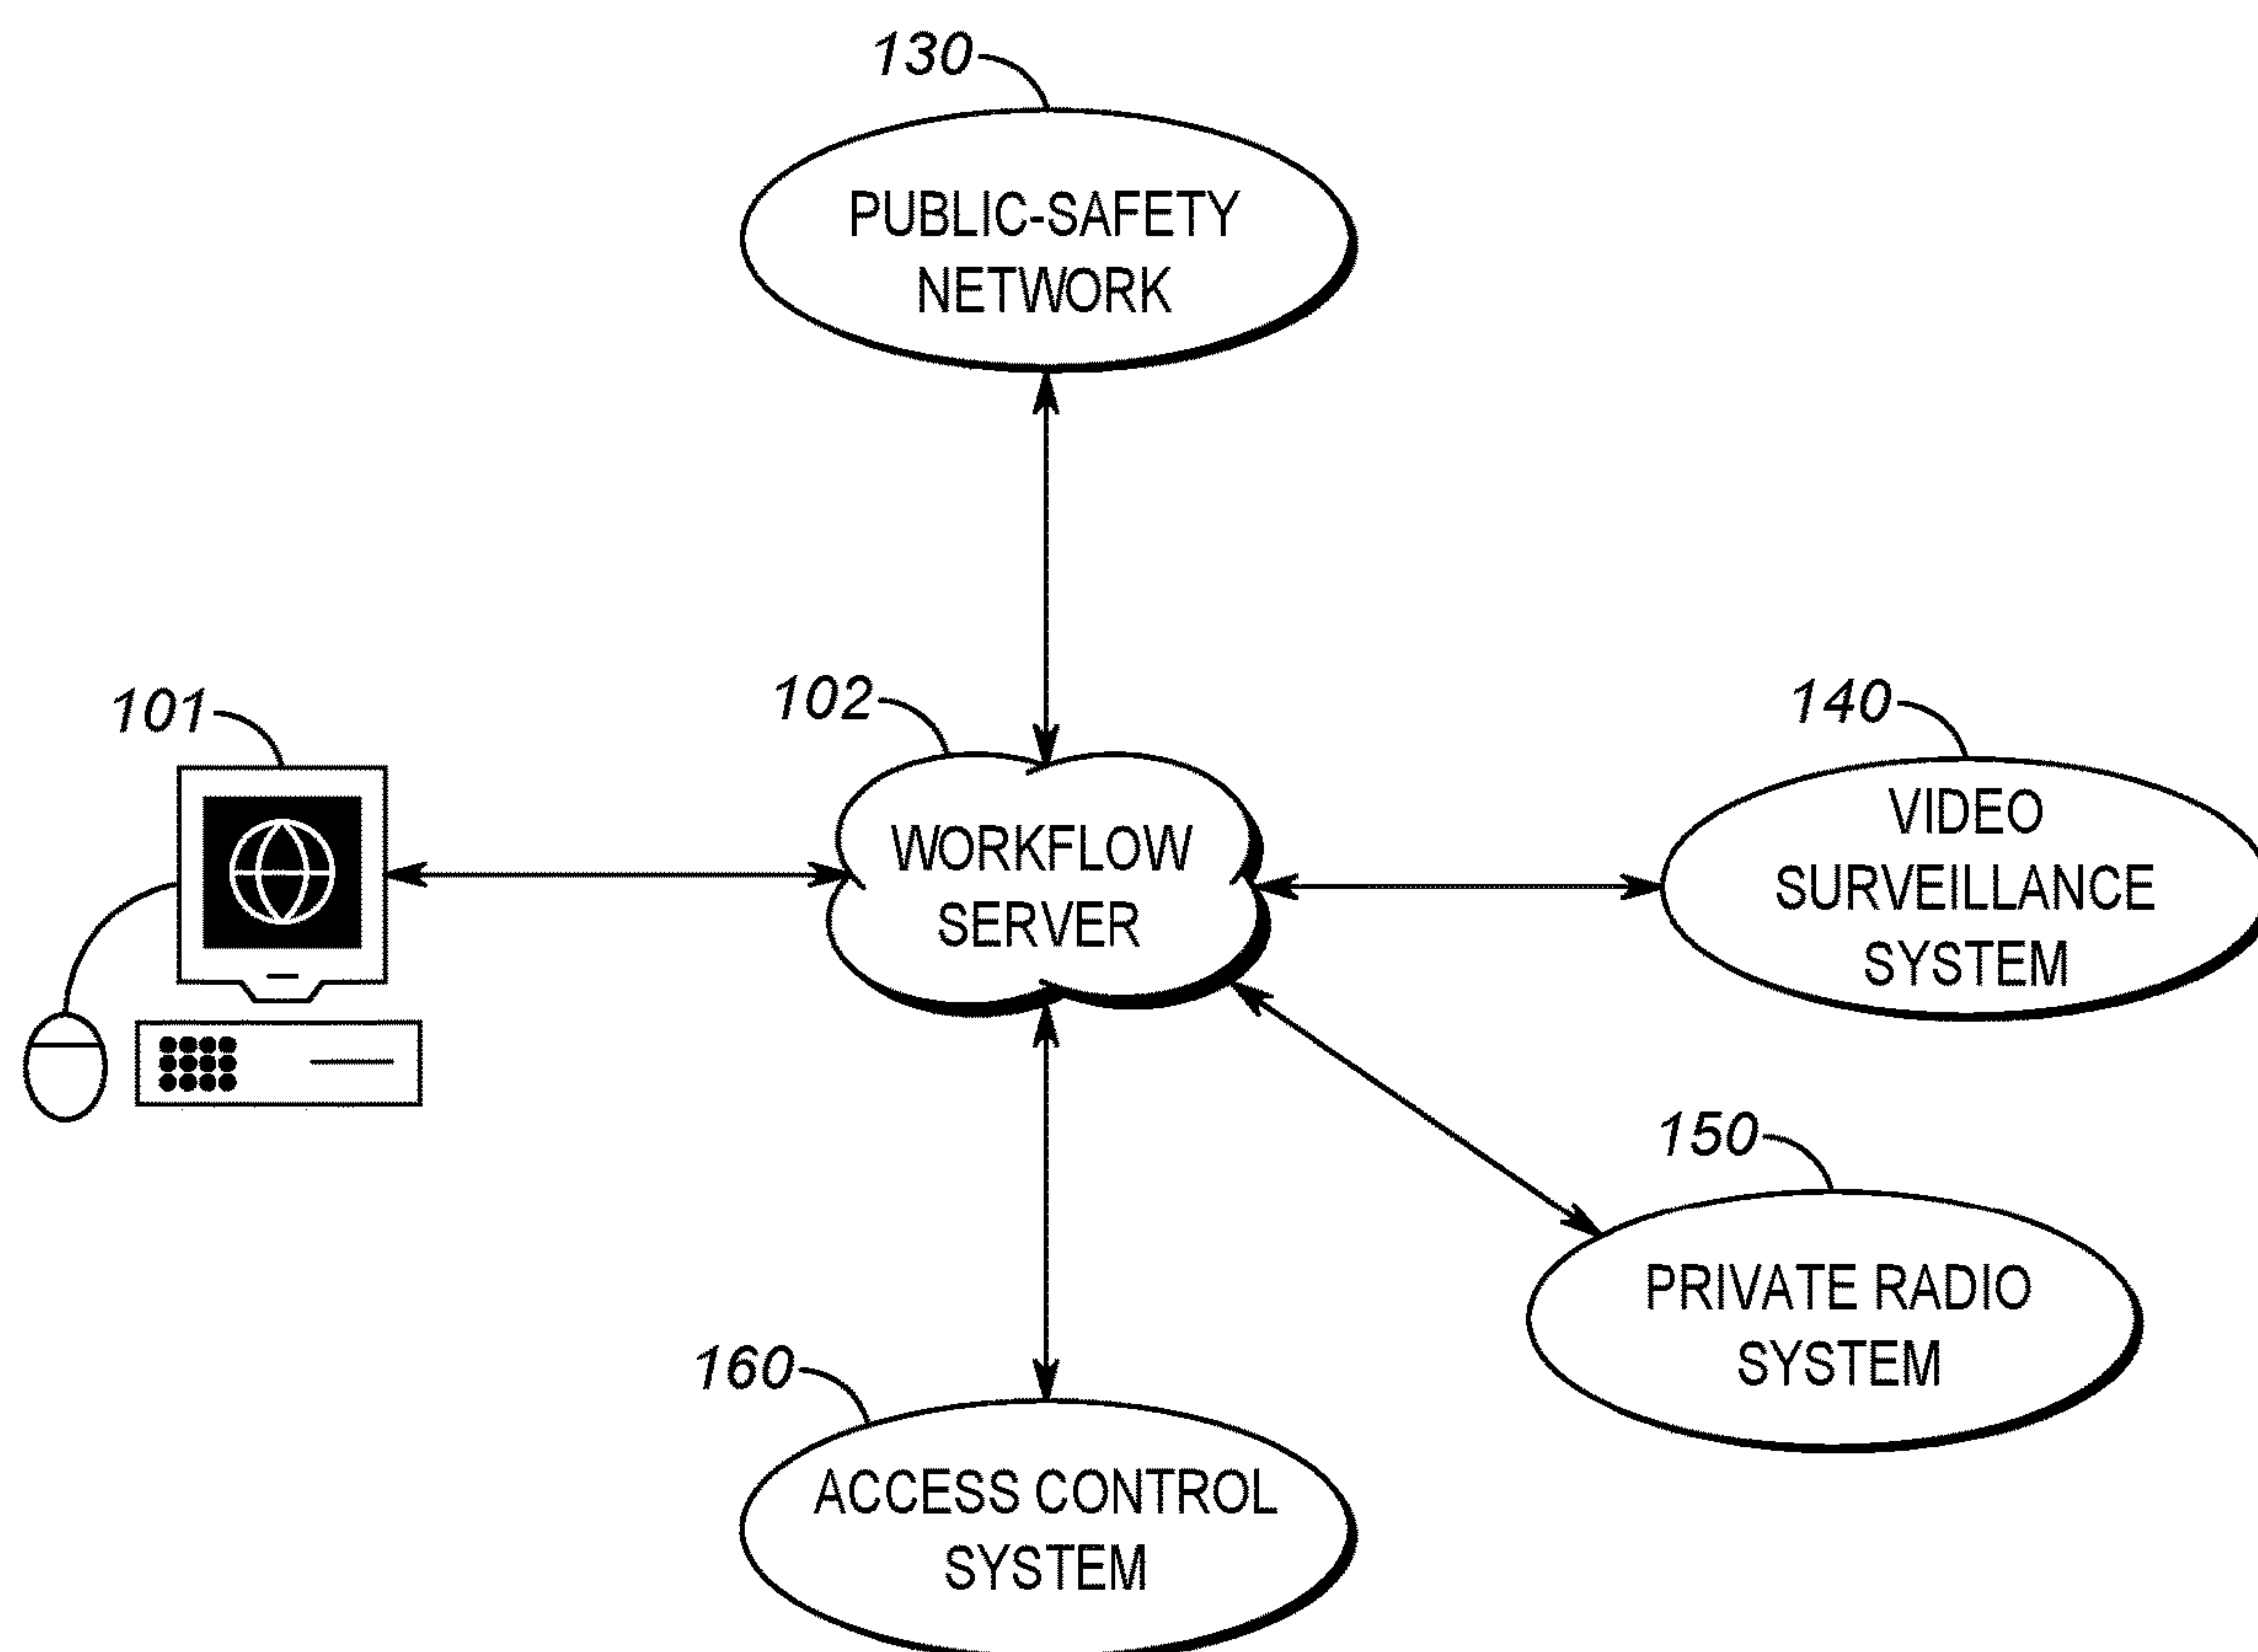 130
PUBLIC-SAFETY
NETWORK
101
102
WORKFLOW
SERVER
140
VIDEO
SURVEILLANCE
SYSTEM
150
PRIVATE RADIO
SYSTEM
160
ACCESS CONTROL
SYSTEM